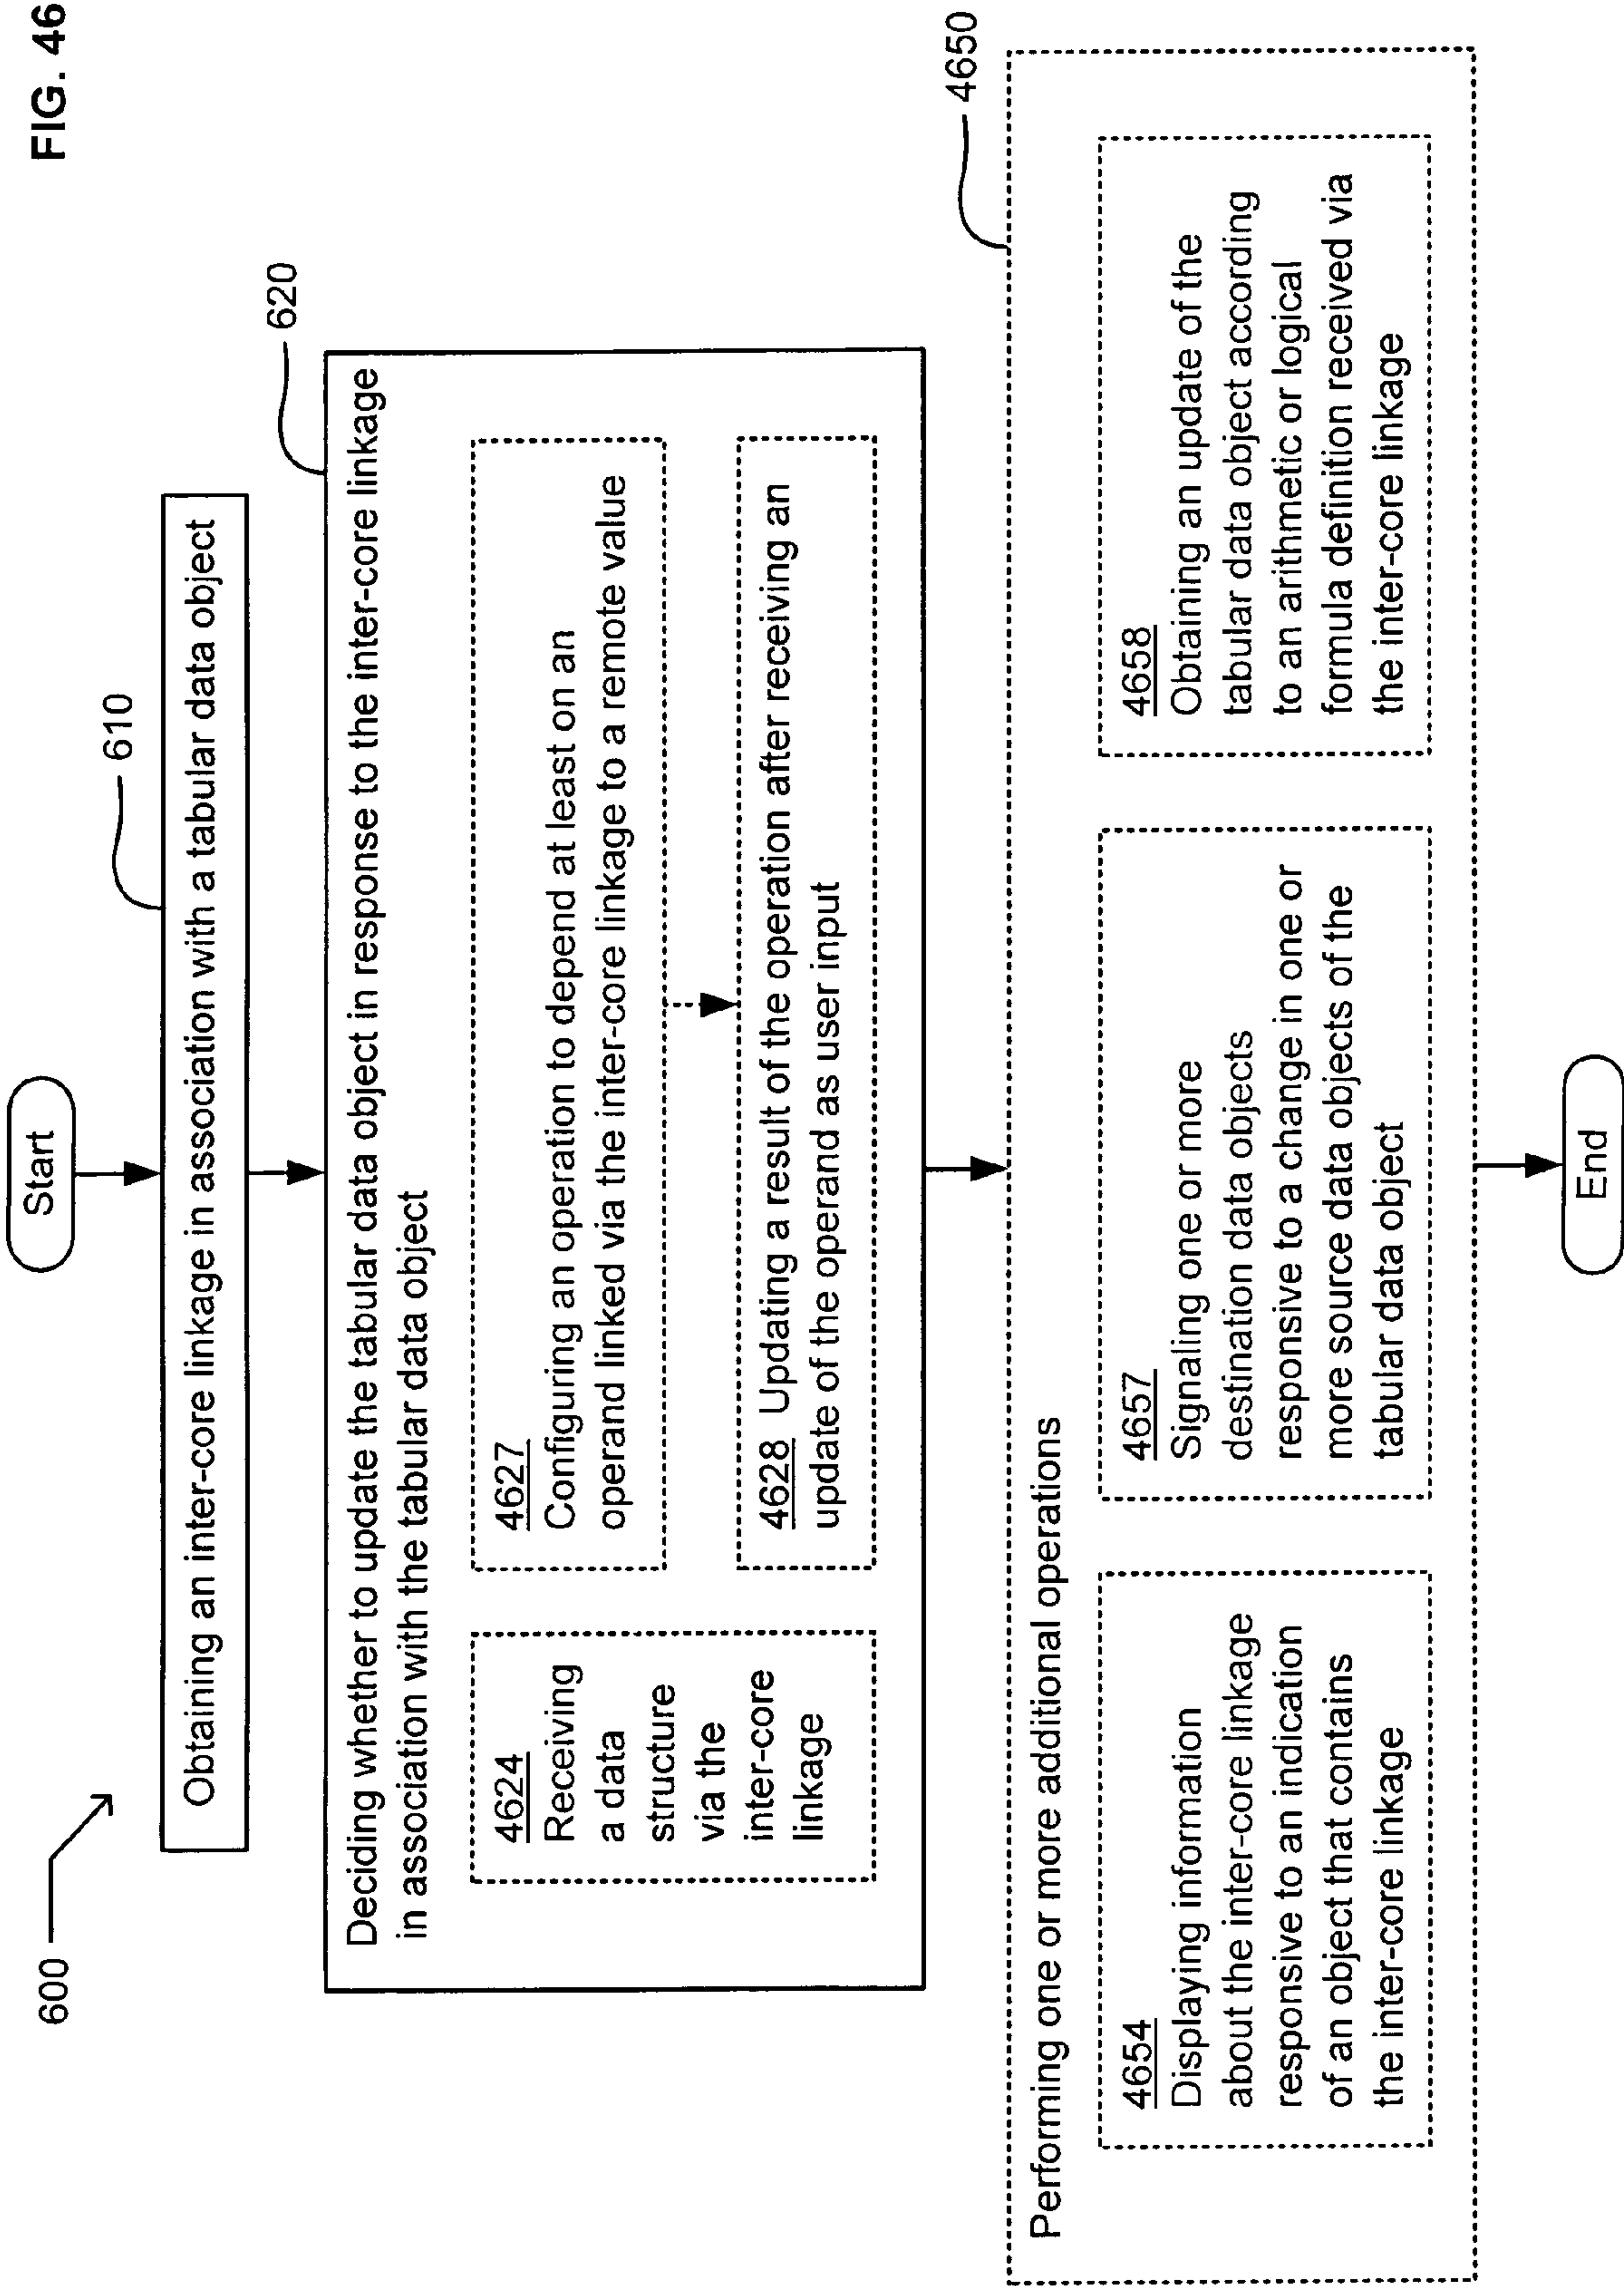 FIG. 46
600
Start
610
Obtaining an inter-core linkage in association with a tabular data object
620
Deciding whether to update the tabular data object in response to the inter-core linkage
in association with the tabular data object
4624
Receiving
a data
structure
via the
inter-core
linkage
4627
Configuring an operation to depend at least on an
operand linked via the inter-core linkage to a remote value
4628 Updating a result of the operation after receiving an
update of the operand as user input
4650
Performing one or more additional operations
4654
Displaying information
about the inter-core linkage
responsive to an indication
of an object that contains
the inter-core linkage
4657
Signaling one or more
destination data objects
responsive to a change in one or
more source data objects of the
tabular data object
4658
Obtaining an update of the
tabular data object according
to an arithmetic or logical
formula definition received via
the inter-core linkage
End